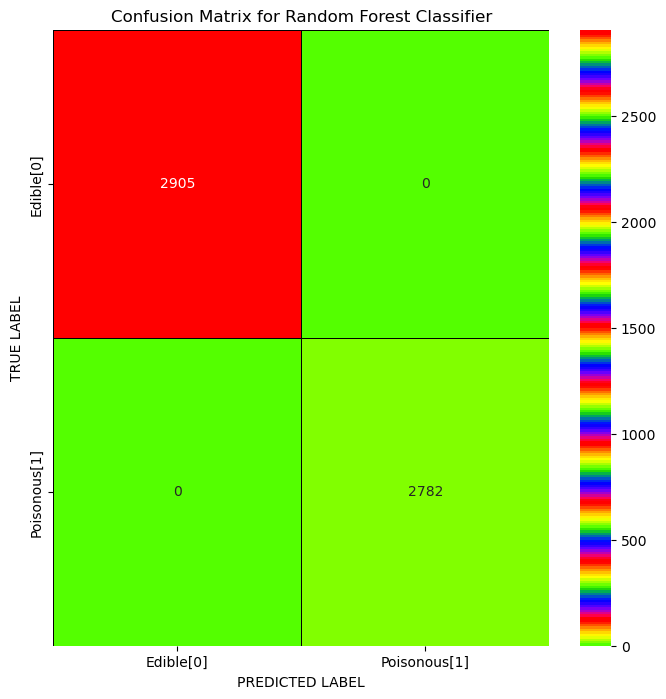 Confusion Matrix for Random Forest Classifier
TRUE LABEL
Edible[0]
Poisonous[1]
2905
0
0
2782
Edible[0]
Poisonous[1]
PREDICTED LABEL
2500
2000
1500
1000
500
0